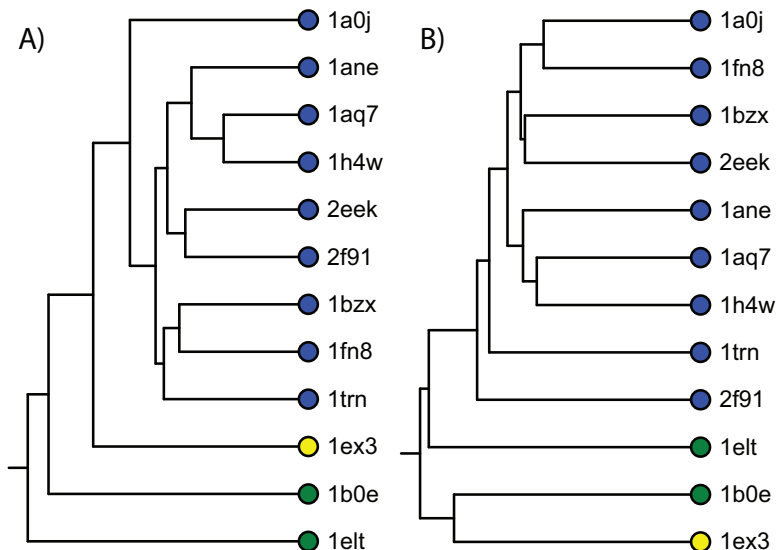 A)
1a0j
1ane
1aq7
1h4w
2eek
2f91
1bzx
1fn8
1trn
1ex3
1b0e
1elt
B)
1a0j
1fn8
1bzx
2eek
1ane
1aq7
1h4w
1trn
2f91
1elt
1b0e
1ex3